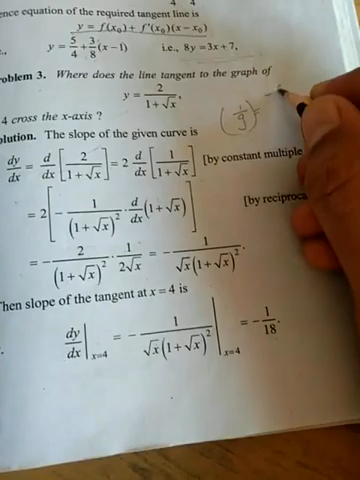 ence equation of the required tangent line is
y = f(x₀) + f'(x₀)(x − x₀)
y = 5/4 + 3/8 (x − 1) i.e., 8y = 3x + 7,
oblem 3. Where does the line tangent to the graph of
y = 2/(1 + √x),
4 cross the x-axis ?
olution. The slope of the given curve is
dy/dx = d/dx [2/(1 + √x)] = 2 d/dx [1/(1 + √x)] [by constant multiple
= 2[− 1/(1 + √x)² · d/dx (1 + √x)] [by reciproca
= − 2/(1 + √x)² · 1/(2√x) = − 1/(√x(1 + √x)²).
Then slope of the tangent at x = 4 is
dy/dx |x=4 = − 1/(√x(1 + √x)²) |x=4 = − 1/18.